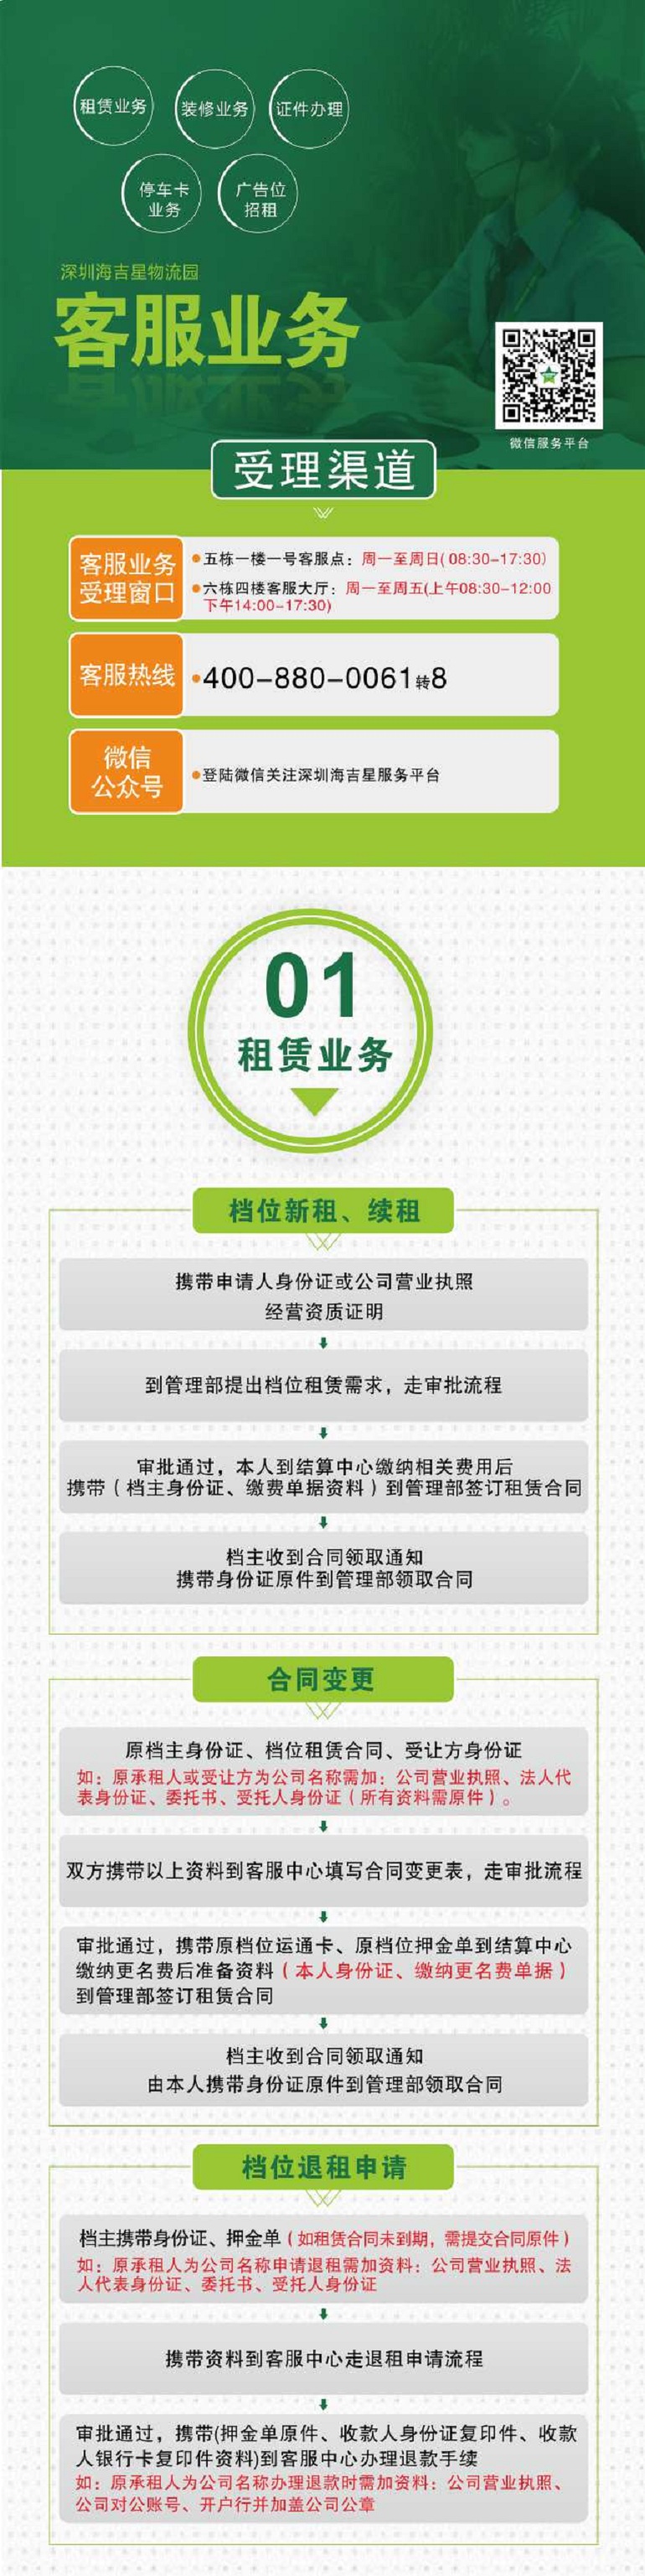 租赁业务
装修业务
证件办理
停车卡
业务
广告位
招租
深圳海吉星物流园
客服业务
微信服务平台
受理渠道
客服业务
受理窗口
五栋一楼一号客服点：周一至周日(08:30-17:30)
六栋四楼客服大厅：周一至周五(上午08:30-12:00
下午14:00-17:30)
客服热线
400-880-0061转8
微信
公众号
登陆微信关注深圳海吉星服务平台
01
租赁业务
档位新租、续租
携带申请人身份证或公司营业执照
经营资质证明
到管理部提出档位租赁需求，走审批流程
审批通过，本人到结算中心缴纳相关费用后
携带（档主身份证、缴费单据资料）到管理部签订租赁合同
档主收到合同领取通知
携带身份证原件到管理部领取合同
合同变更
原档主身份证、档位租赁合同、受让方身份证
如：原承租人或受让方为公司名称需加：公司营业执照、法人代
表身份证、委托书、受托人身份证（所有资料需原件）。
双方携带以上资料到客服中心填写合同变更表，走审批流程
审批通过，携带原档位运通卡、原档位押金单到结算中心
缴纳更名费后准备资料（本人身份证、缴纳更名费单据）
到管理部签订租赁合同
档主收到合同领取通知
由本人携带身份证原件到管理部领取合同
档位退租申请
档主携带身份证、押金单（如租赁合同未到期，需提交合同原件）
如：原承租人为公司名称申请退租需加资料：公司营业执照、法
人代表身份证、委托书、受托人身份证
携带资料到客服中心走退租申请流程
审批通过，携带(押金单原件、收款人身份证复印件、收款
人银行卡复印件资料)到客服中心办理退款手续
如：原承租人为公司名称办理退款时需加资料：公司营业执照、
公司对公账号、开户行并加盖公司公章